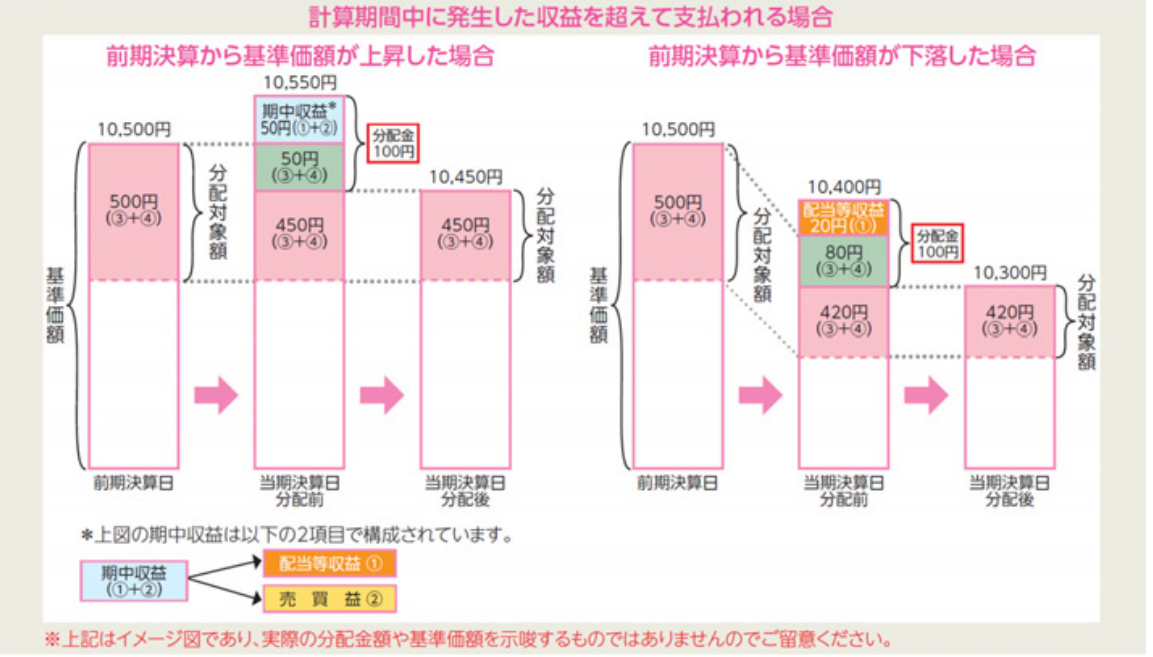 計算期間中に発生した収益を超えて支払われる場合
前期決算から基準価額が上昇した場合
10,550円
期中収益*
50円(①+②)
10,500円
分配金
100円
50円
(③+④)
10,450円
500円
(③+④)
分配対象額
450円
(③+④)
450円
(③+④)
分配対象額
基準価額
前期決算日
当期決算日
分配前
当期決算日
分配後
前期決算から基準価額が下落した場合
10,500円
500円
(③+④)
分配対象額
10,400円
配当等収益
20円(①)
分配金
100円
80円
(③+④)
10,300円
420円
(③+④)
420円
(③+④)
分配対象額
基準価額
前期決算日
当期決算日
分配前
当期決算日
分配後
*上図の期中収益は以下の2項目で構成されています。
期中収益
(①+②)
配当等収益 ①
売 買 益 ②
※上記はイメージ図であり、実際の分配金額や基準価額を示唆するものではありませんのでご留意ください。